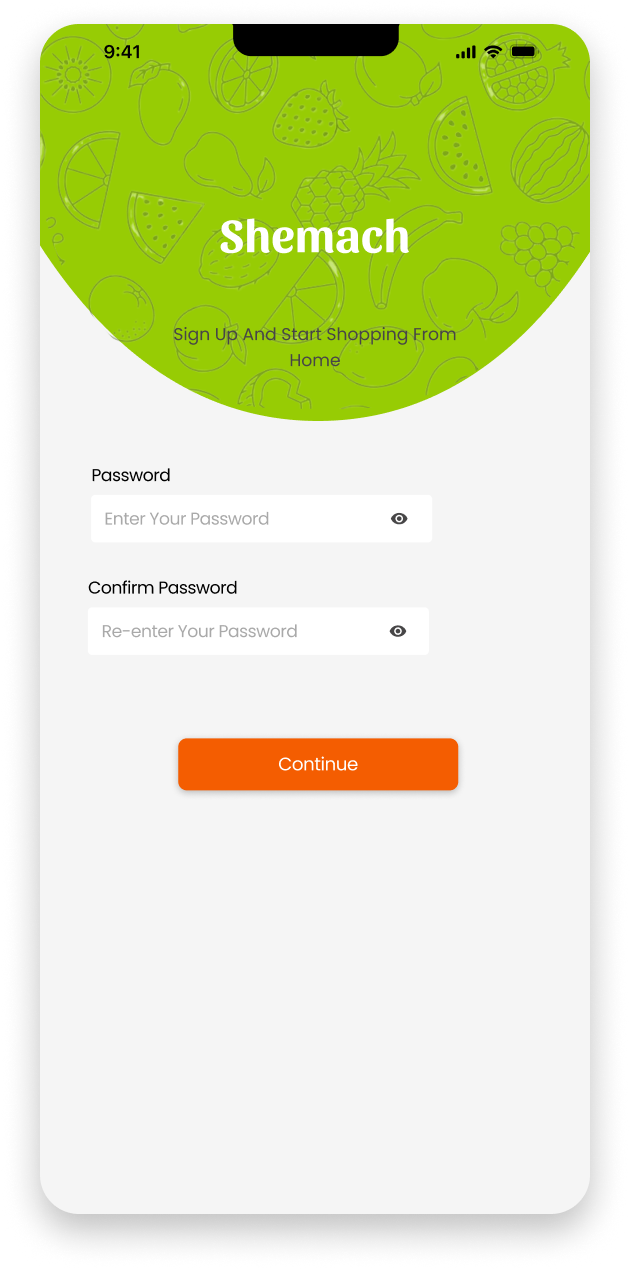 9:41
Shemach
Sign Up And Start Shopping From
Home
Password
Enter Your Password
Confirm Password
Re-enter Your Password
Continue